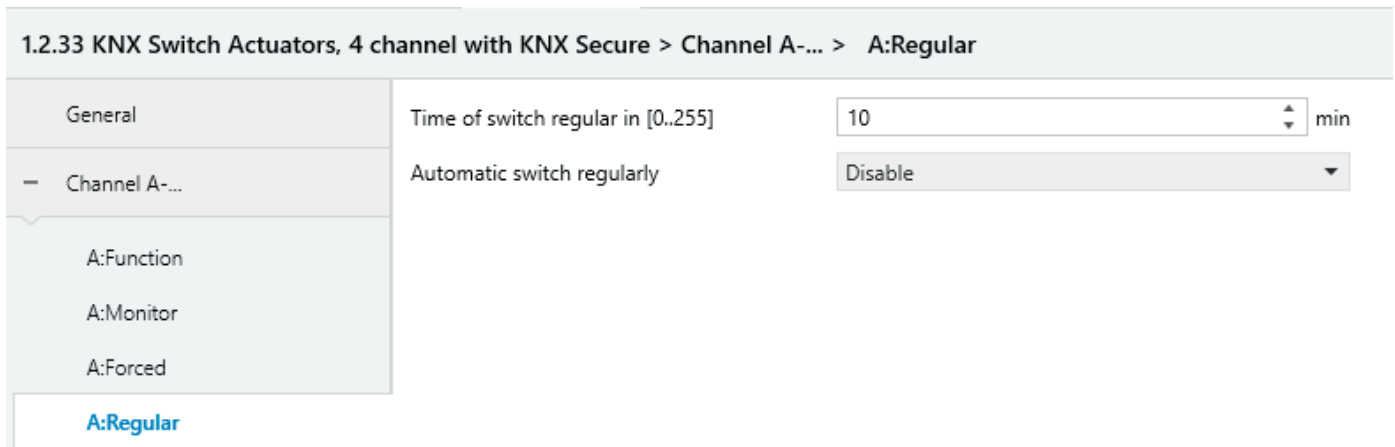 1.2.33 KNX Switch Actuators, 4 channel with KNX Secure > Channel A-... > A:Regular
General
Time of switch regular in [0..255] 10 min
− Channel A-...
Automatic switch regularly Disable
A:Function
A:Monitor
A:Forced
A:Regular